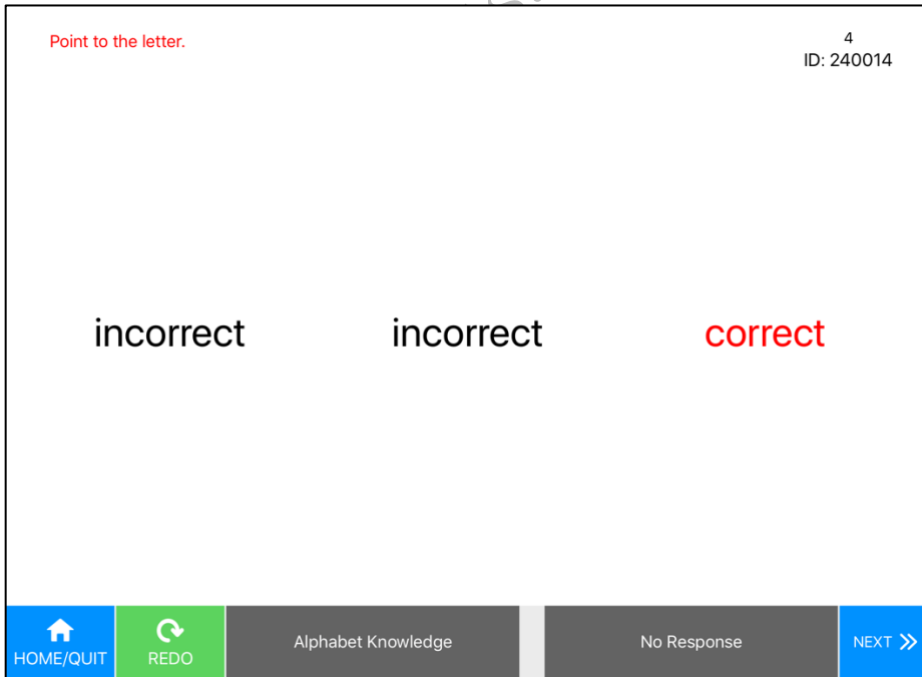 Point to the letter.
4
ID: 240014
incorrect incorrect correct
HOME/QUIT REDO Alphabet Knowledge No Response NEXT